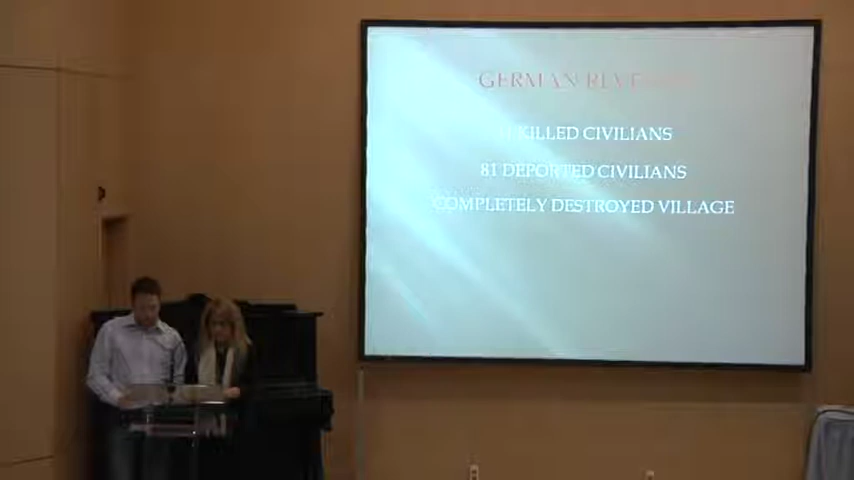 GERMAN
KILLED CIVILIANS
81 DEPORTED CIVILIANS
COMPLETELY DESTROYED VILLAGE